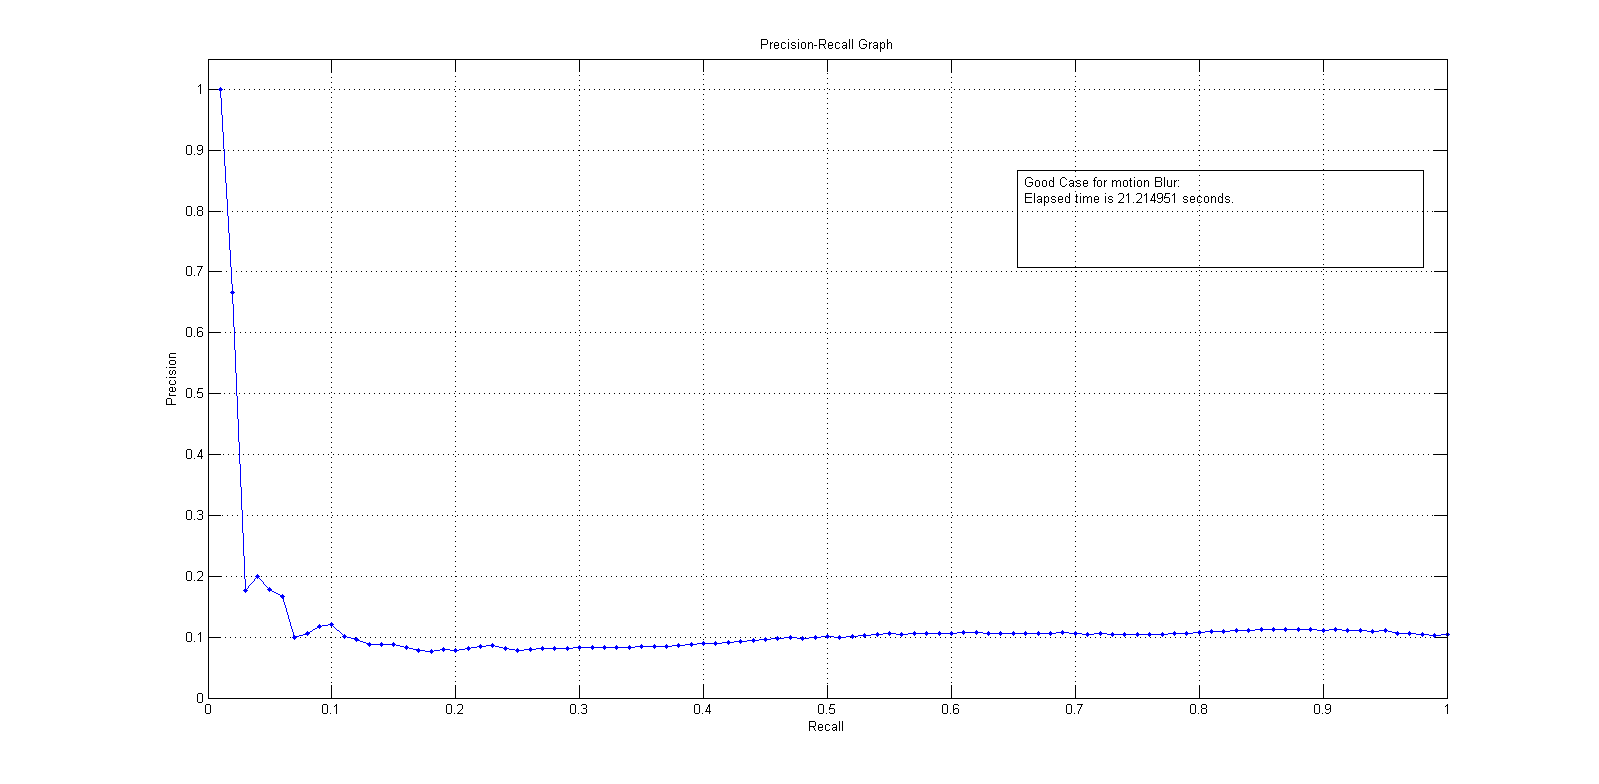 Precision-Recall Graph
1
0.9
0.8
0.7
0.6
0.5
0.4
0.3
0.2
0.1
0
Precision
Good Case for motion Blur:
Elapsed time is 21.214951 seconds.
0 0.1 0.2 0.3 0.4 0.5 0.6 0.7 0.8 0.9 1
Recall